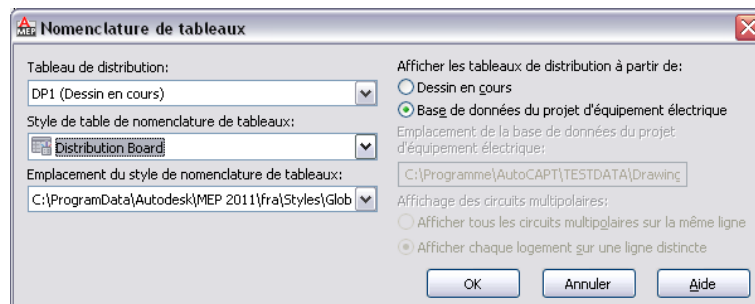 MEP Nomenclature de tableaux
Tableau de distribution:
DP1 (Dessin en cours)
Style de table de nomenclature de tableaux:
Distribution Board
Emplacement du style de nomenclature de tableaux:
C:\ProgramData\Autodesk\MEP 2011\fra\Styles\Glob
Afficher les tableaux de distribution à partir de:
Dessin en cours
Base de données du projet d'équipement électrique
Emplacement de la base de données du projet
d'équipement électrique:
C:\Programme\AutoCAPT\TESTDATA\Drawing
Affichage des circuits multipolaires:
Afficher tous les circuits multipolaires sur la même ligne
Afficher chaque logement sur une ligne distincte
OK Annuler Aide